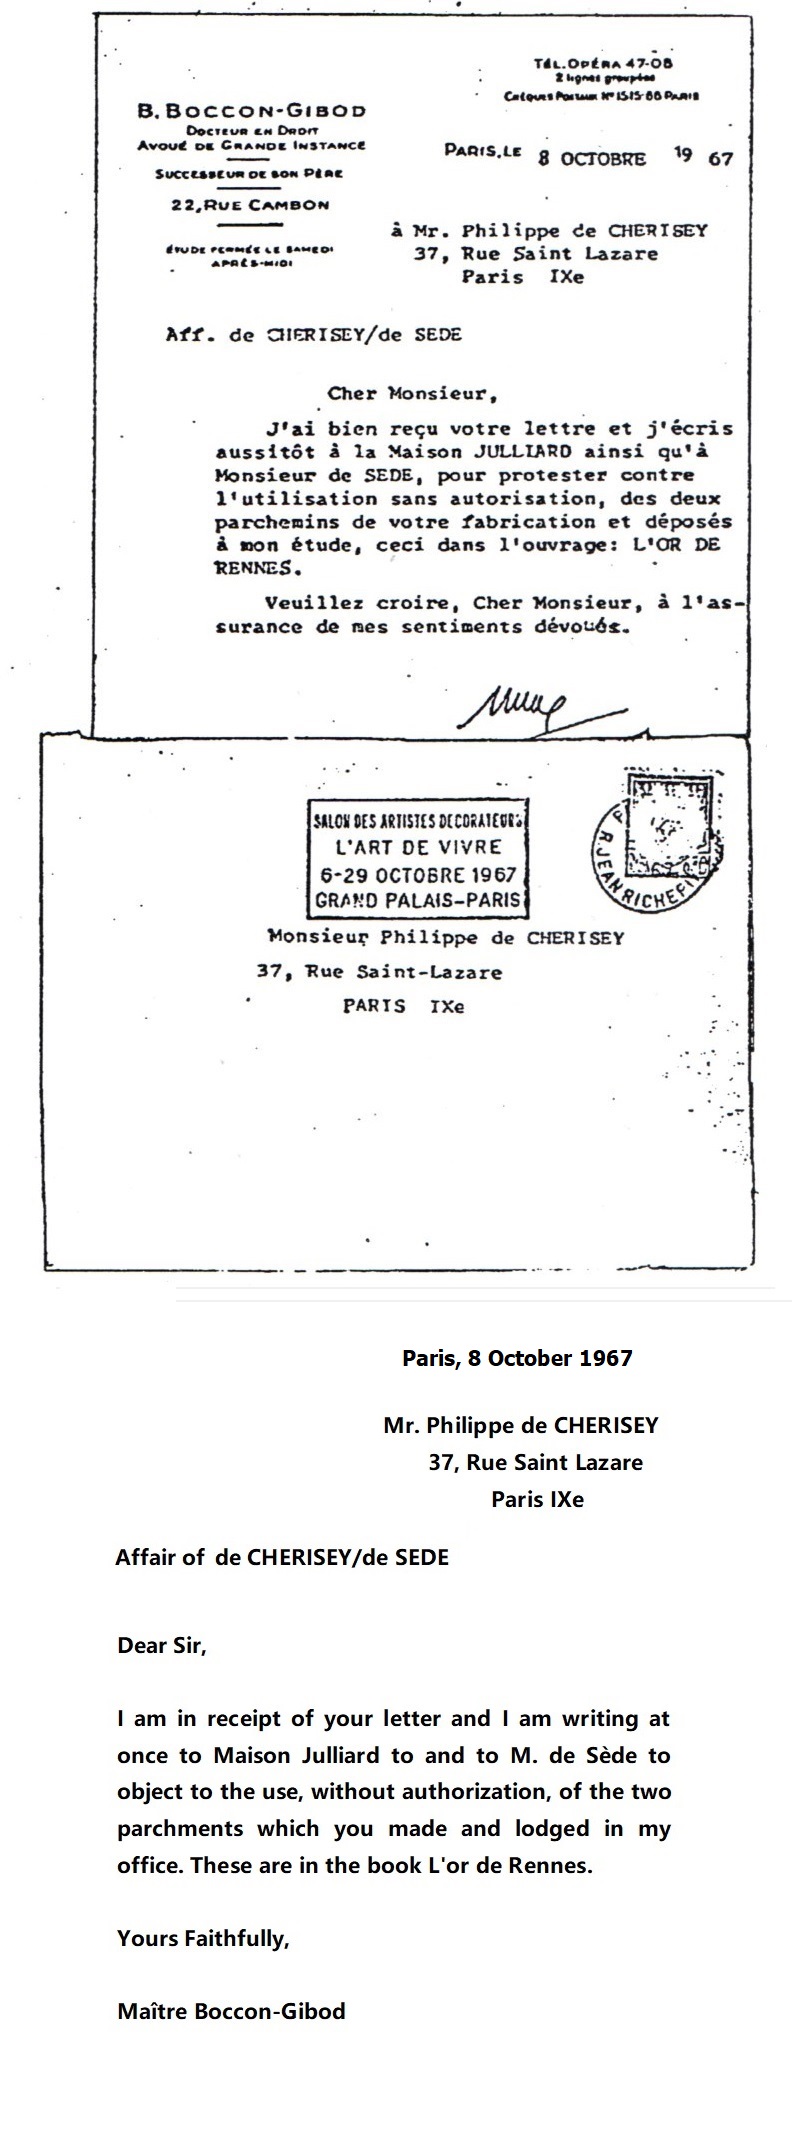 TÉL. OPÉRA 47-08
2 lignes groupées
Chèques Postaux N° 1515-66 Paris
B. BOCCON-GIBOD
DOCTEUR EN DROIT
AVOUÉ DE GRANDE INSTANCE
SUCCESSEUR DE SON PÈRE
22, RUE CAMBON
ÉTUDE FERMÉE LE SAMEDI
APRÈS-MIDI
PARIS, LE 8 OCTOBRE 19 67
à Mr. Philippe de CHERISEY
37, Rue Saint Lazare
Paris IXe
Aff. de CHERISEY/de SEDE
Cher Monsieur,
J'ai bien reçu votre lettre et j'écris
aussitôt à la Maison JULLIARD ainsi qu'à
Monsieur de SEDE, pour protester contre
l'utilisation sans autorisation, des deux
parchemins de votre fabrication et déposés
à mon étude, ceci dans l'ouvrage: L'OR DE
RENNES.
Veuillez croire, Cher Monsieur, à l'as-
surance de mes sentiments dévoués.
SALON DES ARTISTES DECORATEURS
L'ART DE VIVRE
6-29 OCTOBRE 1967
GRAND PALAIS-PARIS
R. JEAN RICHEPIN
Monsieur Philippe de CHERISEY
37, Rue Saint-Lazare
PARIS IXe
Paris, 8 October 1967
Mr. Philippe de CHERISEY
37, Rue Saint Lazare
Paris IXe
Affair of de CHERISEY/de SEDE
Dear Sir,
I am in receipt of your letter and I am writing at
once to Maison Julliard to and to M. de Sède to
object to the use, without authorization, of the two
parchments which you made and lodged in my
office. These are in the book L'or de Rennes.
Yours Faithfully,
Maître Boccon-Gibod